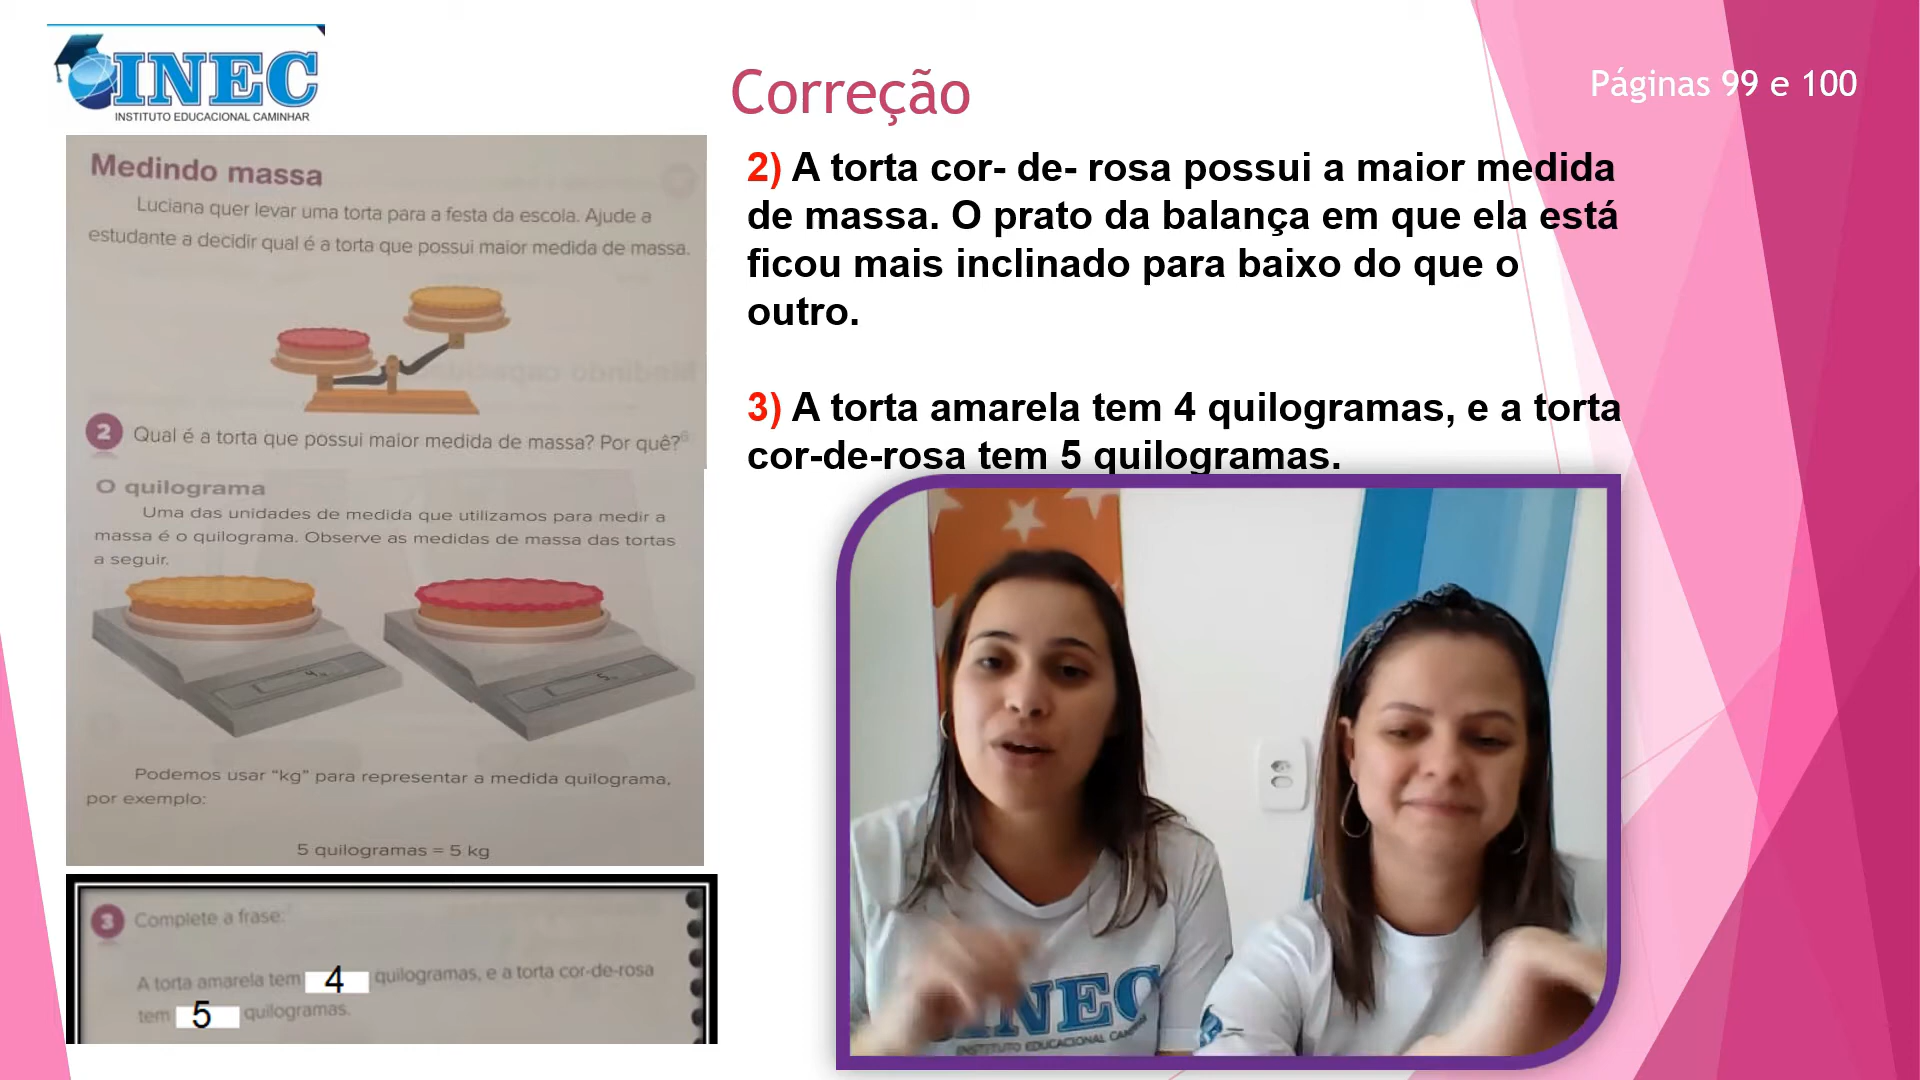 INEC
INSTITUTO EDUCACIONAL CAMINHAR
Correção
Páginas 99 e 100
Medindo massa
Luciana quer levar uma torta para a festa da escola. Ajude a
estudante a decidir qual é a torta que possui maior medida de massa.
2 Qual é a torta que possui maior medida de massa? Por quê?
O quilograma
Uma das unidades de medida que utilizamos para medir a
massa é o quilograma. Observe as medidas de massa das tortas
a seguir.
4
5
Podemos usar "kg" para representar a medida quilograma,
por exemplo:
5 quilogramas = 5 kg
3 Complete a frase:
A torta amarela tem 4 quilogramas, e a torta cor-de-rosa
tem 5 quilogramas.
2) A torta cor- de- rosa possui a maior medida
de massa. O prato da balança em que ela está
ficou mais inclinado para baixo do que o
outro.
3) A torta amarela tem 4 quilogramas, e a torta
cor-de-rosa tem 5 quilogramas.
INEC
INSTITUTO EDUCACIONAL